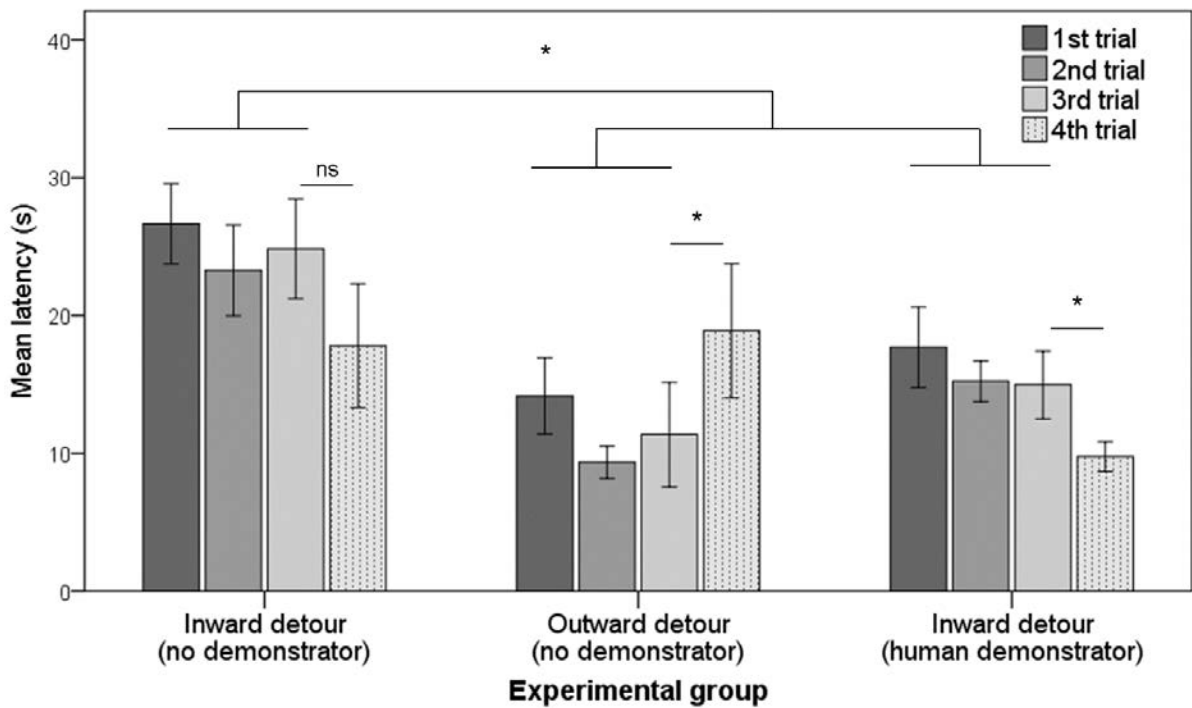 40
30
20
10
0
Mean latency (s)
*
ns
*
*
1st trial
2nd trial
3rd trial
4th trial
Inward detour
(no demonstrator)
Outward detour
(no demonstrator)
Inward detour
(human demonstrator)
Experimental group